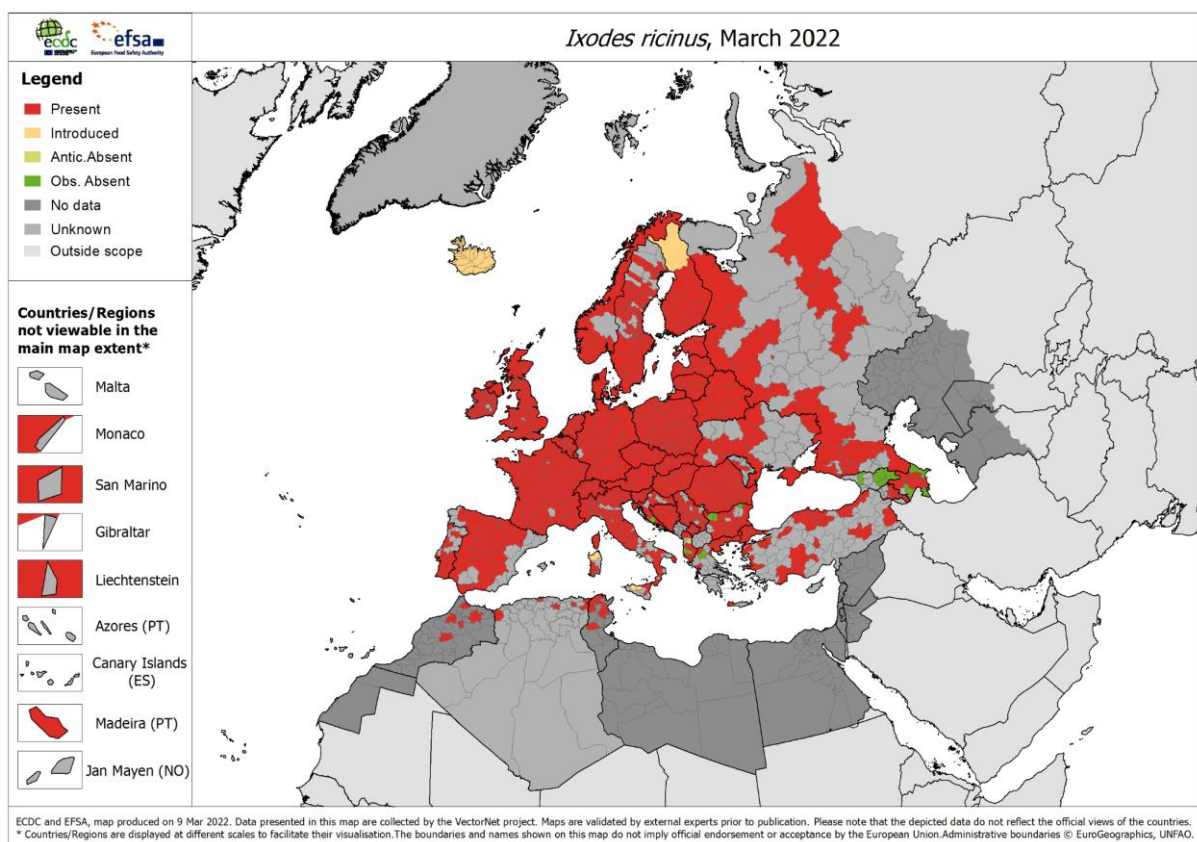 ecdc
efsa
European Food Safety Authority
Ixodes ricinus, March 2022
Legend
Present
Introduced
Antic.Absent
Obs. Absent
No data
Unknown
Outside scope
Countries/Regions
not viewable in the
main map extent*
Malta
Monaco
San Marino
Gibraltar
Liechtenstein
Azores (PT)
Canary Islands
(ES)
Madeira (PT)
Jan Mayen (NO)
ECDC and EFSA, map produced on 9 Mar 2022. Data presented in this map are collected by the VectorNet project. Maps are validated by external experts prior to publication. Please note that the depicted data do not reflect the official views of the countries.
* Countries/Regions are displayed at different scales to facilitate their visualisation.The boundaries and names shown on this map do not imply official endorsement or acceptance by the European Union.Administrative boundaries © EuroGeographics, UNFAO.